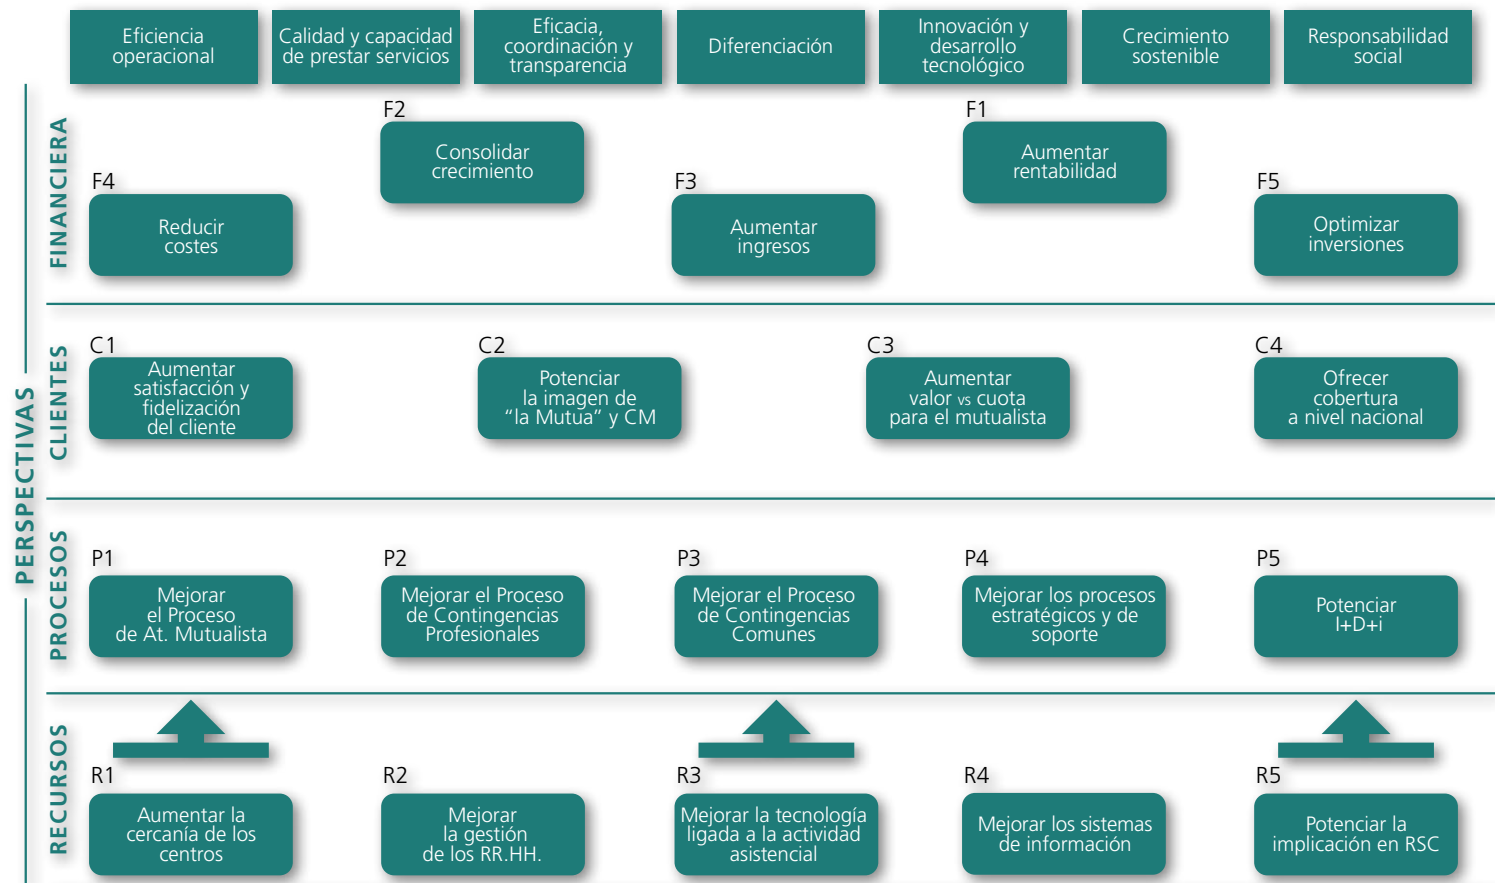 Eficiencia
operacional
Calidad y capacidad
de prestar servicios
Eficacia,
coordinación y
transparencia
Diferenciación
Innovación y
desarrollo
tecnológico
Crecimiento
sostenible
Responsabilidad
social
PERSPECTIVAS
FINANCIERA
F2
Consolidar
crecimiento
F1
Aumentar
rentabilidad
F4
Reducir
costes
F3
Aumentar
ingresos
F5
Optimizar
inversiones
CLIENTES
C1
Aumentar
satisfacción y
fidelización
del cliente
C2
Potenciar
la imagen de
“la Mutua” y CM
C3
Aumentar
valor vs cuota
para el mutualista
C4
Ofrecer
cobertura
a nivel nacional
PROCESOS
P1
Mejorar
el Proceso
de At. Mutualista
P2
Mejorar el Proceso
de Contingencias
Profesionales
P3
Mejorar el Proceso
de Contingencias
Comunes
P4
Mejorar los procesos
estratégicos y de
soporte
P5
Potenciar
I+D+i
RECURSOS
R1
Aumentar la
cercanía de los
centros
R2
Mejorar
la gestión
de los RR.HH.
R3
Mejorar la tecnología
ligada a la actividad
asistencial
R4
Mejorar los sistemas
de información
R5
Potenciar la
implicación en RSC